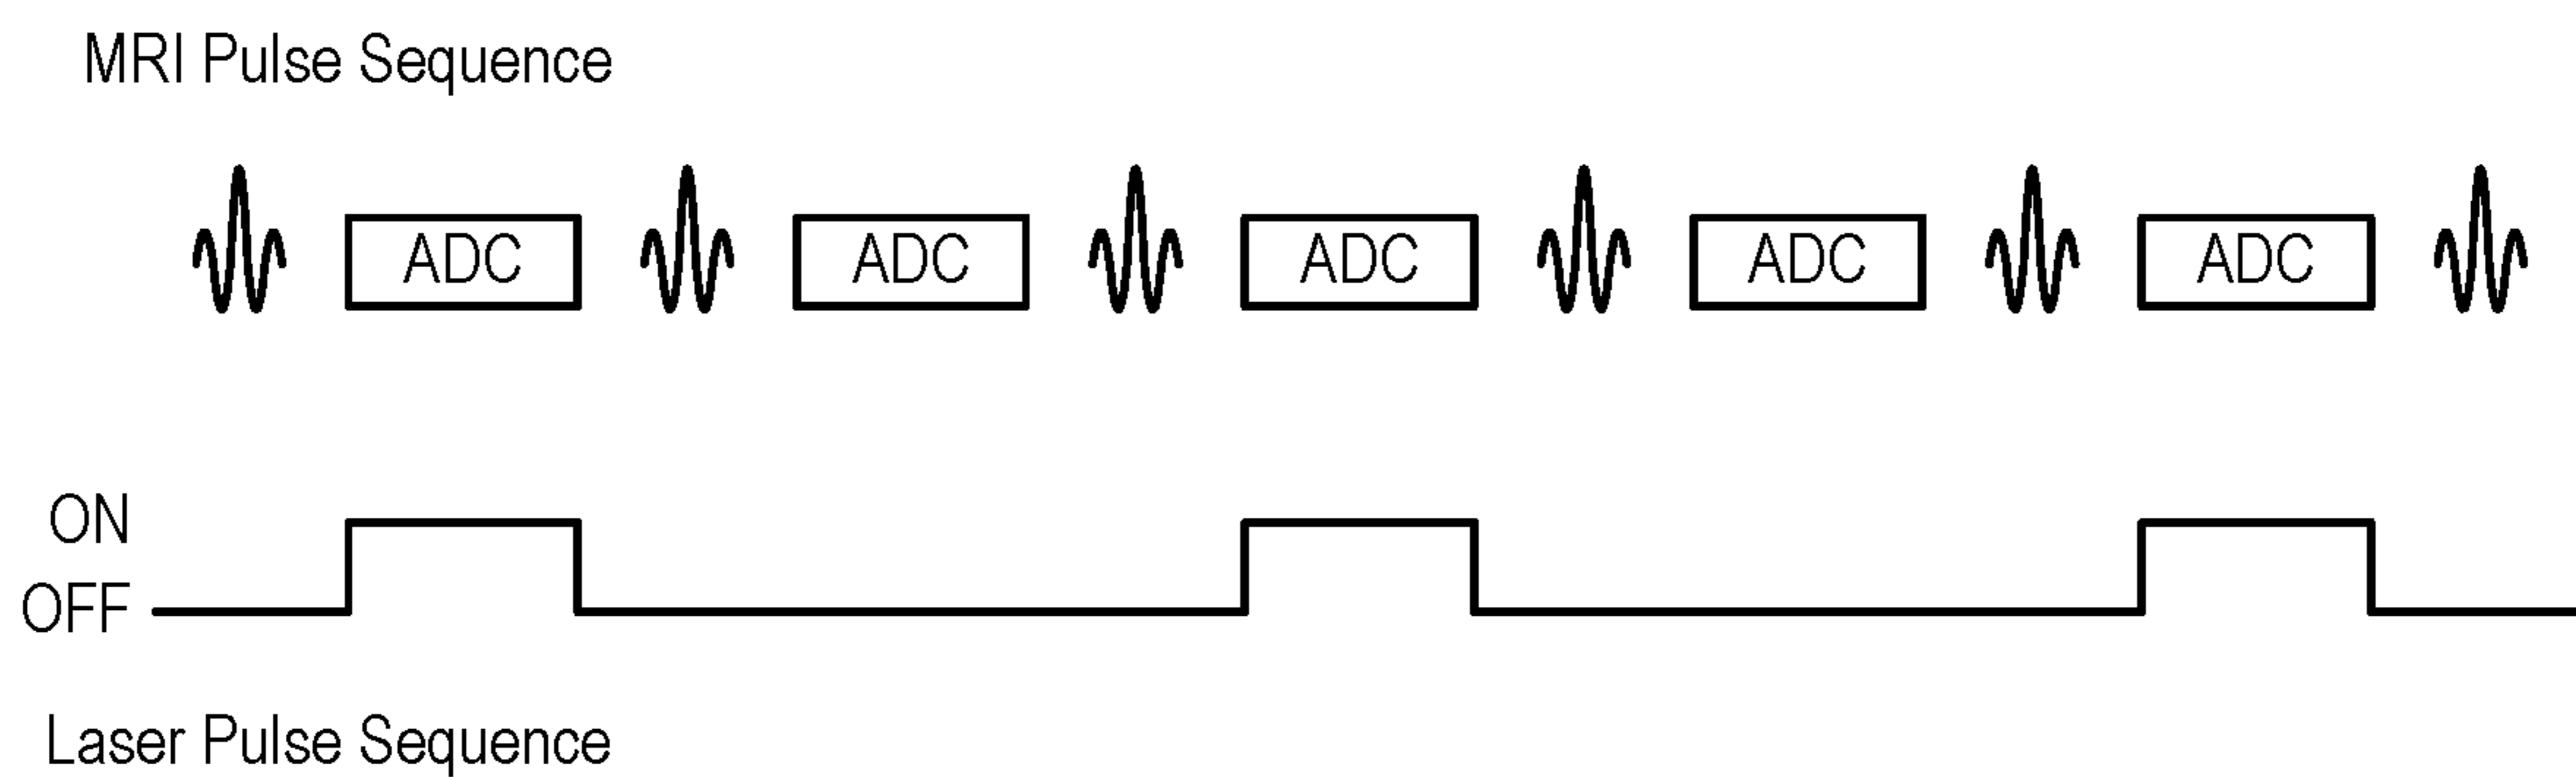 MRI Pulse Sequence
ADC ADC ADC ADC ADC
ON
OFF
Laser Pulse Sequence